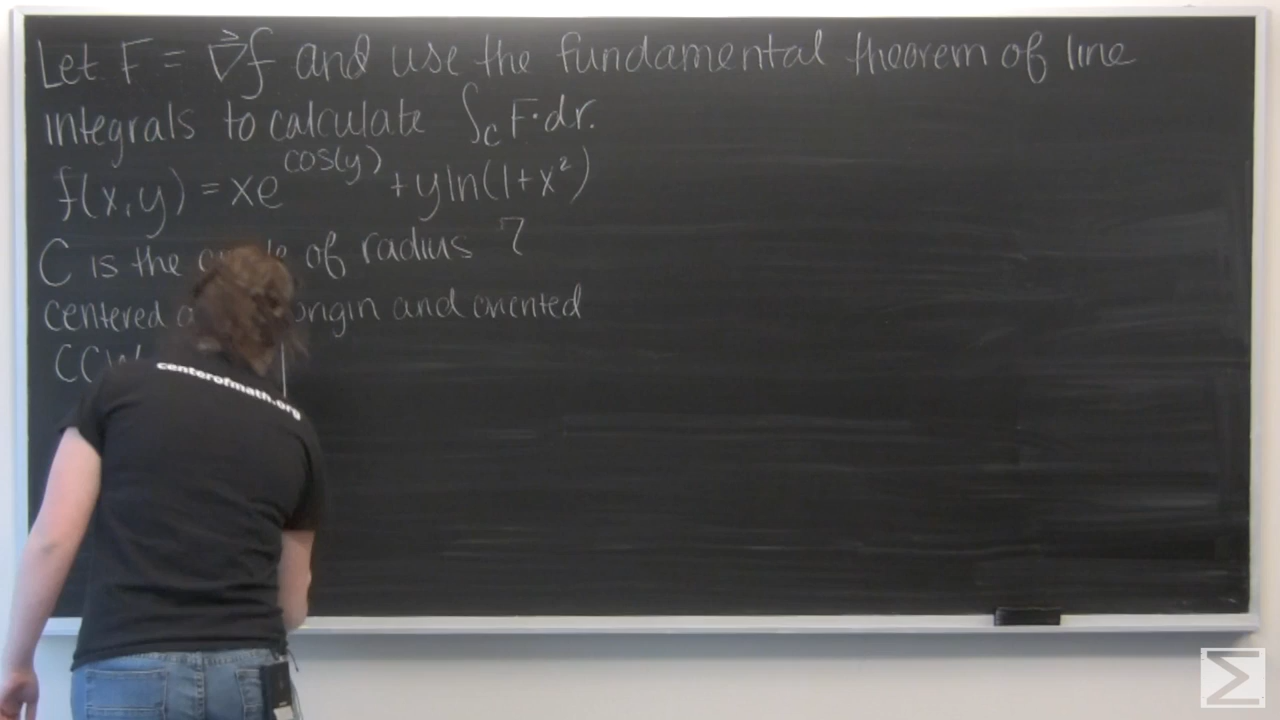 Let F = ∇⃗f and use the fundamental theorem of line
integrals to calculate ∫_C F·dr.
f(x,y) = xe^{cos(y)} + y ln(1+x²)
C is the of radius 7
centered origin and oriented
CCW
centerofmath.org
Σ